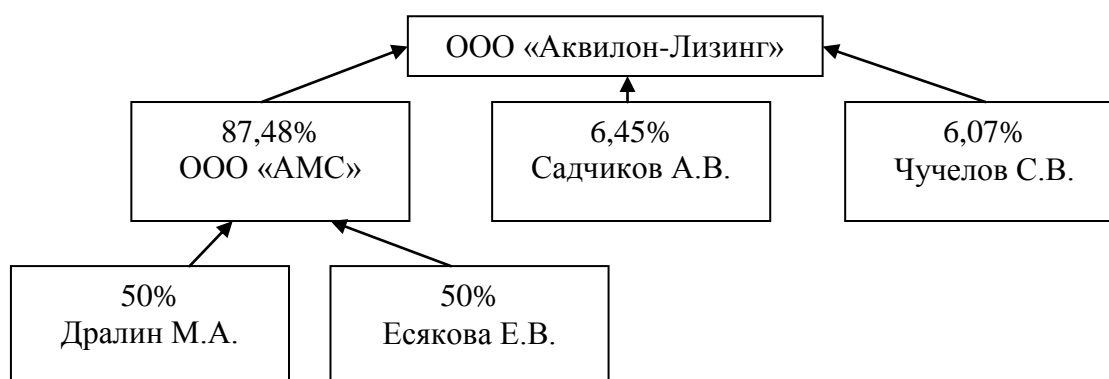 ООО «Аквилон-Лизинг»
87,48%
ООО «АМС»
6,45%
Садчиков А.В.
6,07%
Чучелов С.В.
50%
Дралин М.А.
50%
Есякова Е.В.